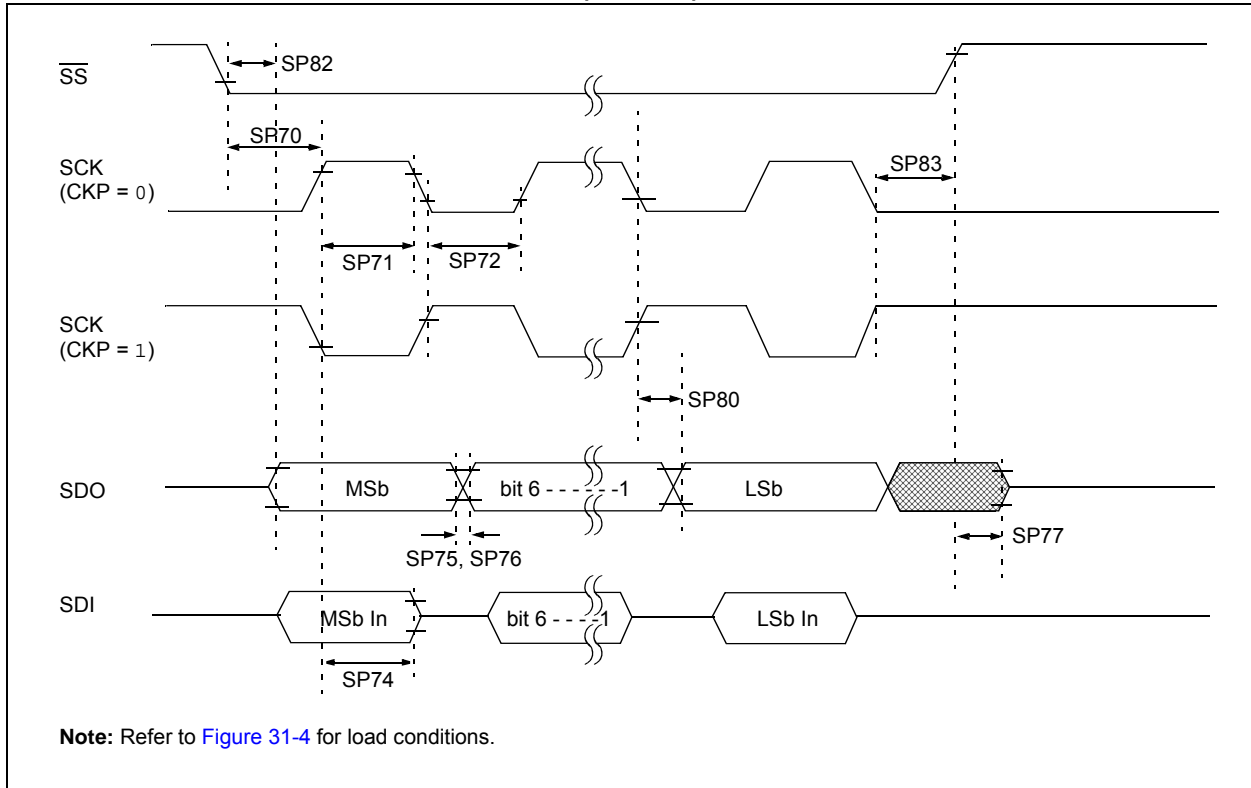 SS
SP82
SP70
SCK
(CKP = 0)
SP83
SP71
SP72
SCK
(CKP = 1)
SP80
SDO
MSb
bit 6 - - - - - -1
LSb
SP75, SP76
SP77
SDI
MSb In
bit 6 - - - -1
LSb In
SP74
Note: Refer to Figure 31-4 for load conditions.